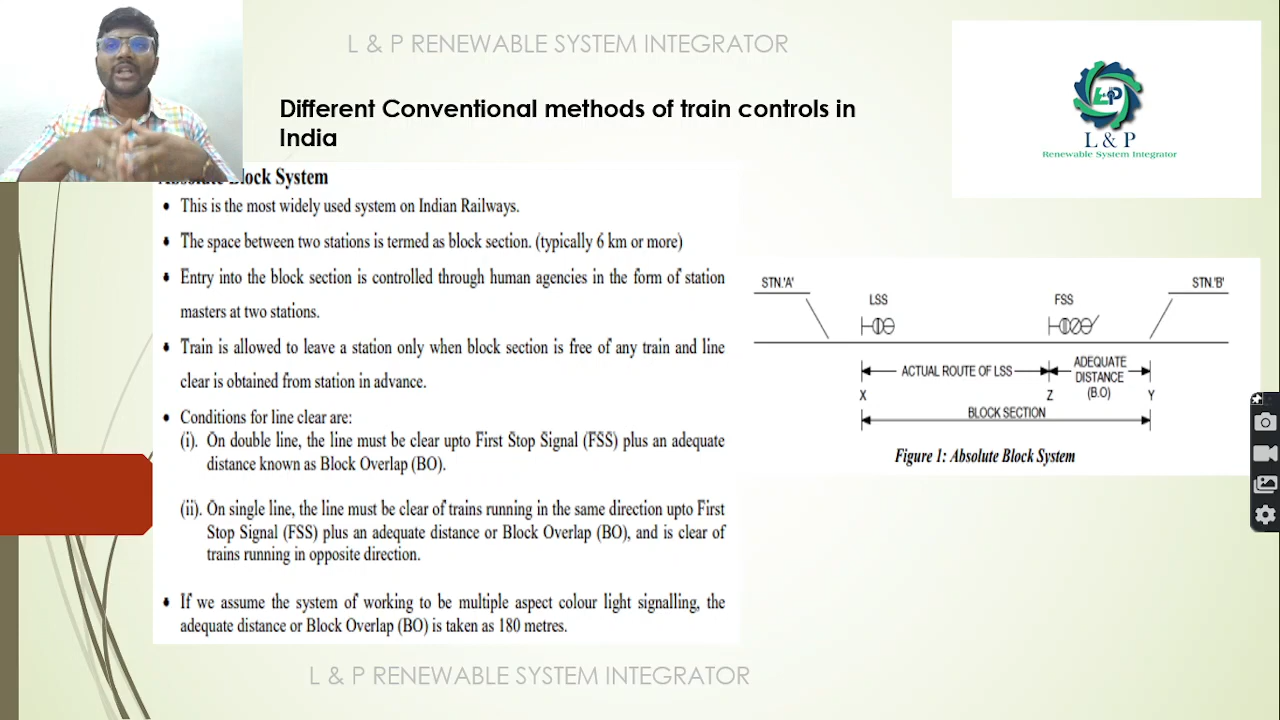 L & P RENEWABLE SYSTEM INTEGRATOR
Different Conventional methods of train controls in
India
L & P
Renewable System Integrator
Absolute Block System
• This is the most widely used system on Indian Railways.
• The space between two stations is termed as block section. (typically 6 km or more)
• Entry into the block section is controlled through human agencies in the form of station
masters at two stations.
• Train is allowed to leave a station only when block section is free of any train and line
clear is obtained from station in advance.
• Conditions for line clear are:
(i). On double line, the line must be clear upto First Stop Signal (FSS) plus an adequate
distance known as Block Overlap (BO).
(ii). On single line, the line must be clear of trains running in the same direction upto First
Stop Signal (FSS) plus an adequate distance or Block Overlap (BO), and is clear of
trains running in opposite direction.
• If we assume the system of working to be multiple aspect colour light signalling, the
adequate distance or Block Overlap (BO) is taken as 180 metres.
STN.'A'
STN.'B'
LSS
FSS
ACTUAL ROUTE OF LSS
ADEQUATE
DISTANCE
(B.O)
X
Z
Y
BLOCK SECTION
Figure 1: Absolute Block System
L & P RENEWABLE SYSTEM INTEGRATOR